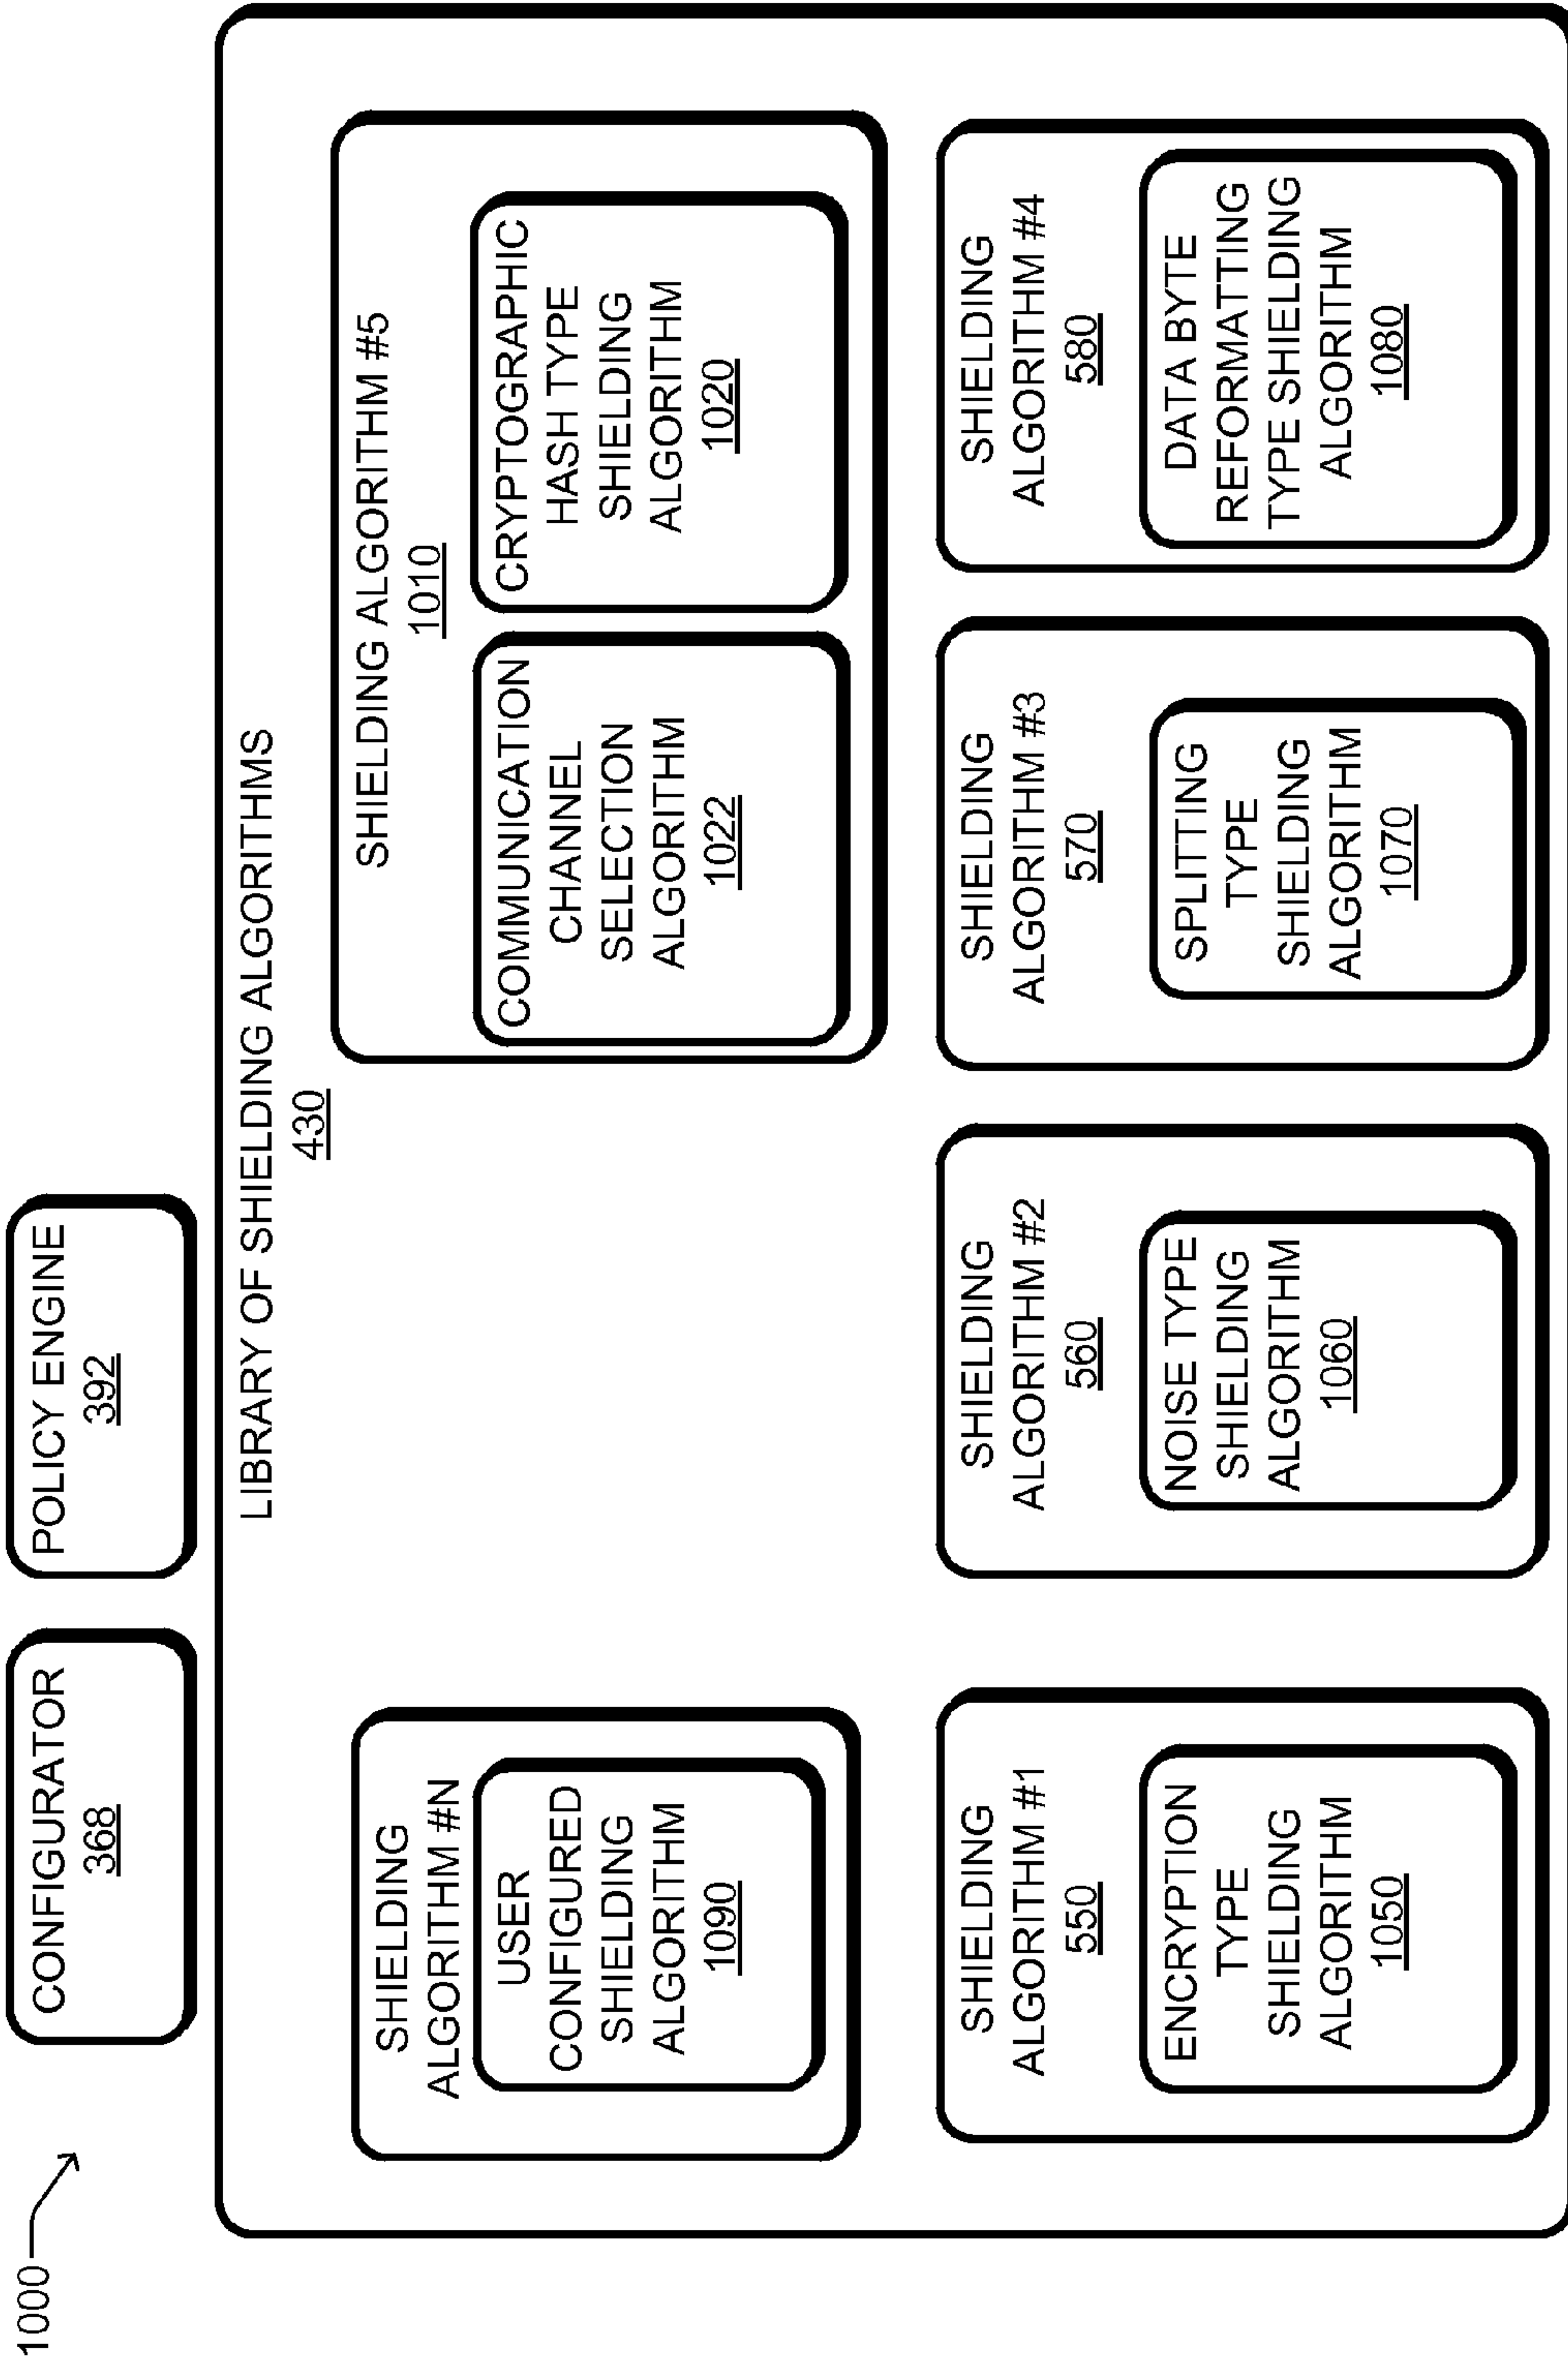 1000
CONFIGURATOR
368
POLICY ENGINE
392
LIBRARY OF SHIELDING ALGORITHMS
430
SHIELDING
ALGORITHM #N
USER
CONFIGURED
SHIELDING
ALGORITHM
1090
SHIELDING ALGORITHM #5
1010
COMMUNICATION
CHANNEL
SELECTION
ALGORITHM
1022
CRYPTOGRAPHIC
HASH TYPE
SHIELDING
ALGORITHM
1020
SHIELDING
ALGORITHM #1
550
ENCRYPTION
TYPE
SHIELDING
ALGORITHM
1050
SHIELDING
ALGORITHM #2
560
NOISE TYPE
SHIELDING
ALGORITHM
1060
SHIELDING
ALGORITHM #3
570
SPLITTING
TYPE
SHIELDING
ALGORITHM
1070
SHIELDING
ALGORITHM #4
580
DATA BYTE
REFORMATTING
TYPE SHIELDING
ALGORITHM
1080